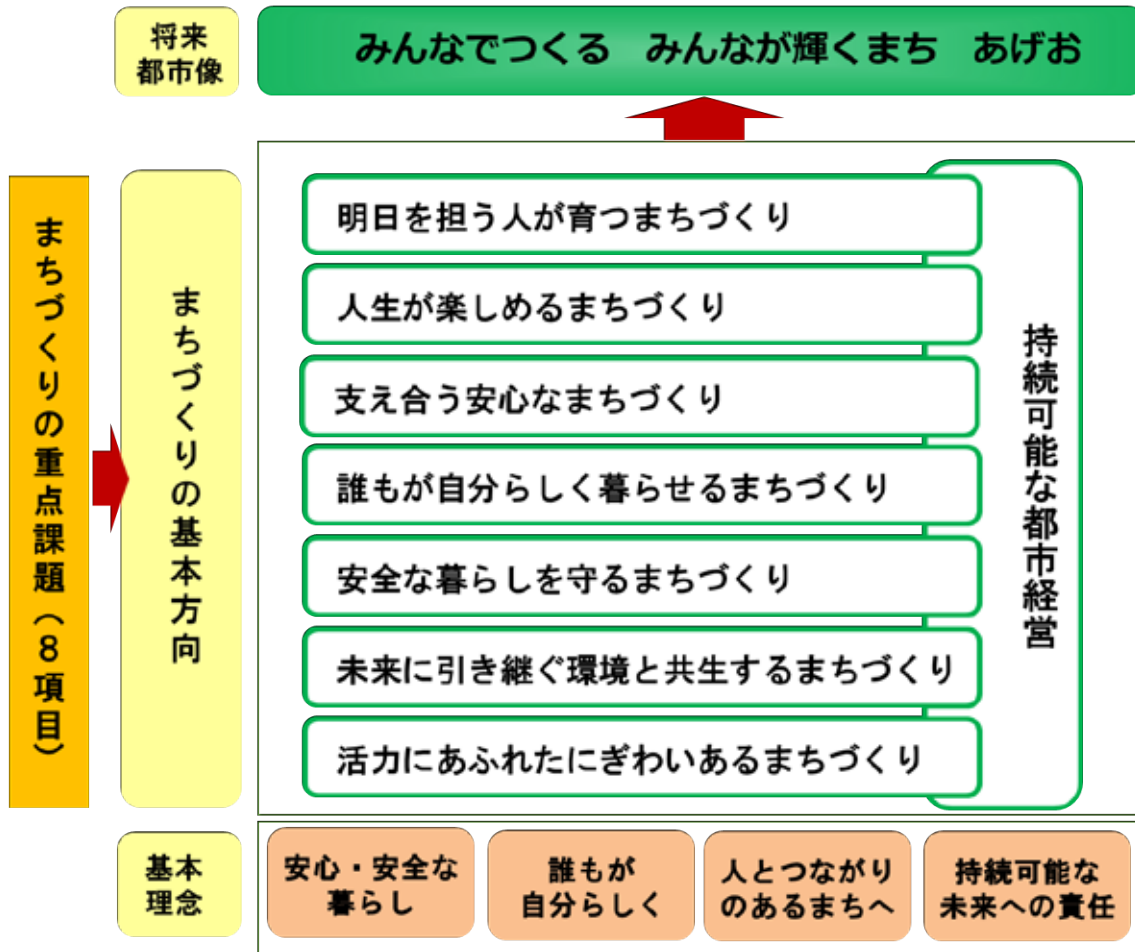 将来
都市像
みんなでつくる　みんなが輝くまち　あげお
まちづくりの重点課題（８項目）
まちづくりの基本方向
明日を担う人が育つまちづくり
人生が楽しめるまちづくり
支え合う安心なまちづくり
誰もが自分らしく暮らせるまちづくり
安全な暮らしを守るまちづくり
未来に引き継ぐ環境と共生するまちづくり
活力にあふれたにぎわいあるまちづくり
持続可能な都市経営
基本
理念
安心・安全な
暮らし
誰もが
自分らしく
人とつながり
のあるまちへ
持続可能な
未来への責任